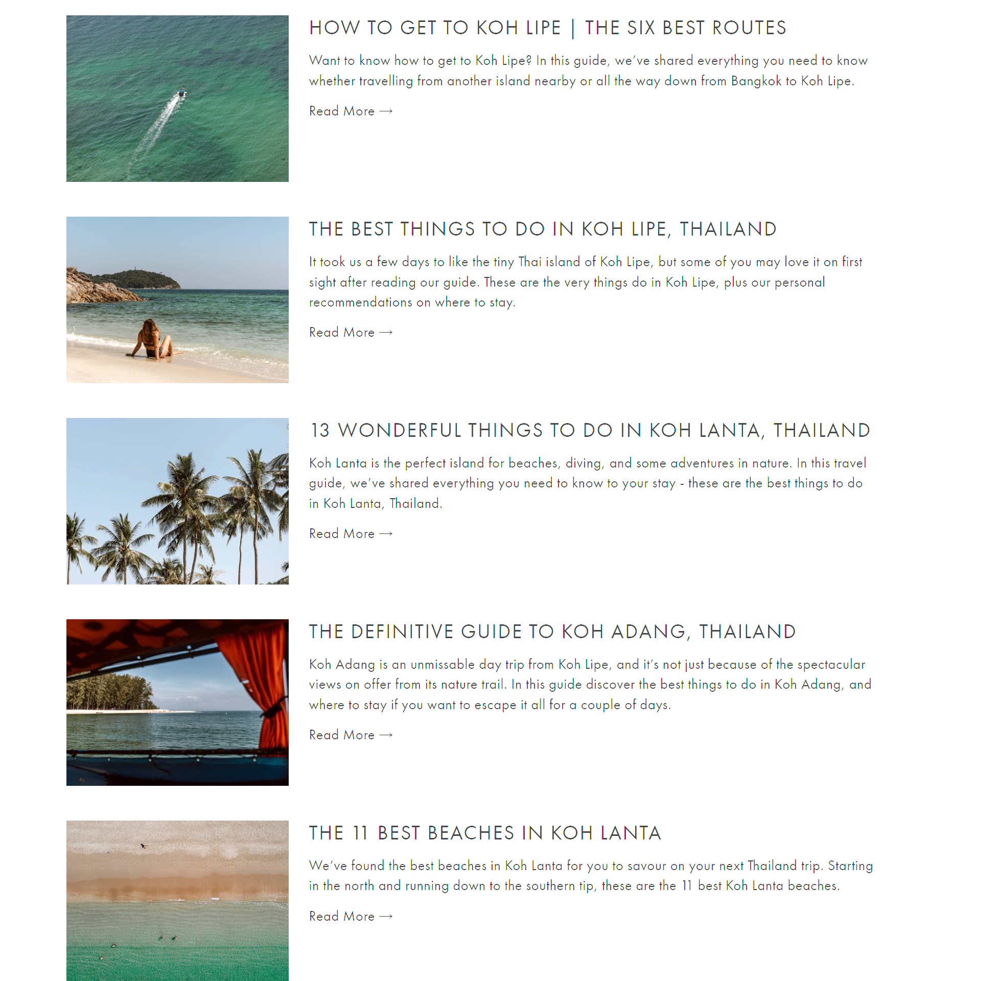 HOW TO GET TO KOH LIPE | THE SIX BEST ROUTES
Want to know how to get to Koh Lipe? In this guide, we’ve shared everything you need to know
whether travelling from another island nearby or all the way down from Bangkok to Koh Lipe.
Read More →
THE BEST THINGS TO DO IN KOH LIPE, THAILAND
It took us a few days to like the tiny Thai island of Koh Lipe, but some of you may love it on first
sight after reading our guide. These are the very things do in Koh Lipe, plus our personal
recommendations on where to stay.
Read More →
13 WONDERFUL THINGS TO DO IN KOH LANTA, THAILAND
Koh Lanta is the perfect island for beaches, diving, and some adventures in nature. In this travel
guide, we’ve shared everything you need to know to your stay - these are the best things to do
in Koh Lanta, Thailand.
Read More →
THE DEFINITIVE GUIDE TO KOH ADANG, THAILAND
Koh Adang is an unmissable day trip from Koh Lipe, and it’s not just because of the spectacular
views on offer from its nature trail. In this guide discover the best things to do in Koh Adang, and
where to stay if you want to escape it all for a couple of days.
Read More →
THE 11 BEST BEACHES IN KOH LANTA
We’ve found the best beaches in Koh Lanta for you to savour on your next Thailand trip. Starting
in the north and running down to the southern tip, these are the 11 best Koh Lanta beaches.
Read More →